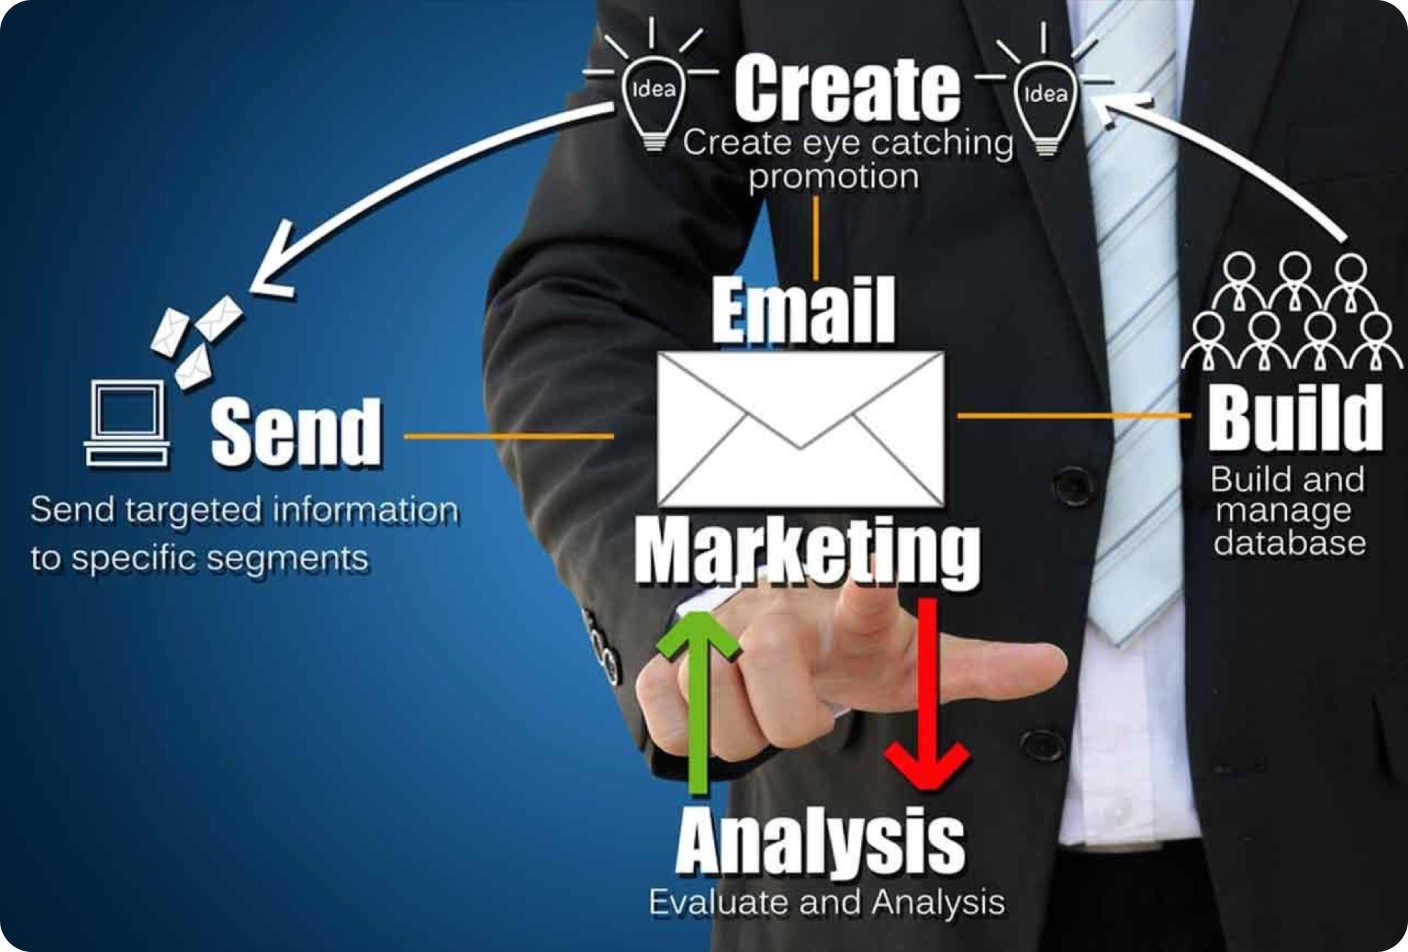 Idea
Create
Idea
Create eye catching
promotion
Email
Send
Send targeted information
to specific segments
Build
Build and
manage
database
Marketing
Analysis
Evaluate and Analysis